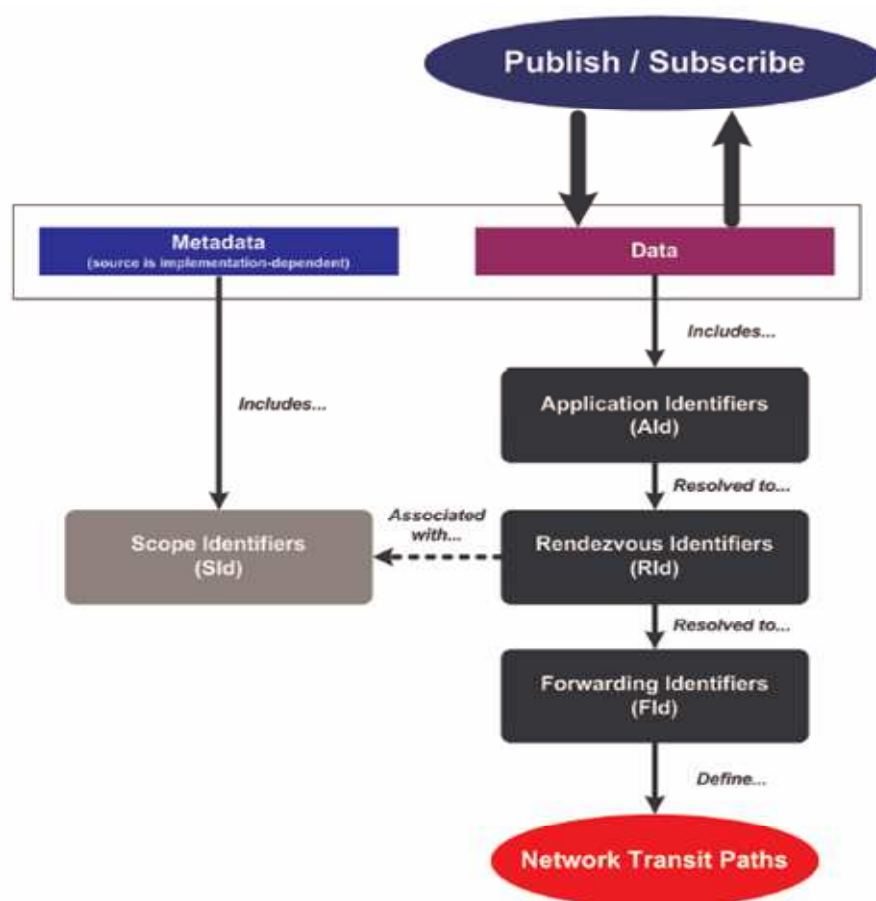 Publish / Subscribe
Metadata
(source is implementation-dependent)
Data
Includes...
Includes...
Application Identifiers
(AId)
Resolved to...
Associated
with...
Scope Identifiers
(SId)
Rendezvous Identifiers
(RId)
Resolved to...
Forwarding Identifiers
(FId)
Define...
Network Transit Paths